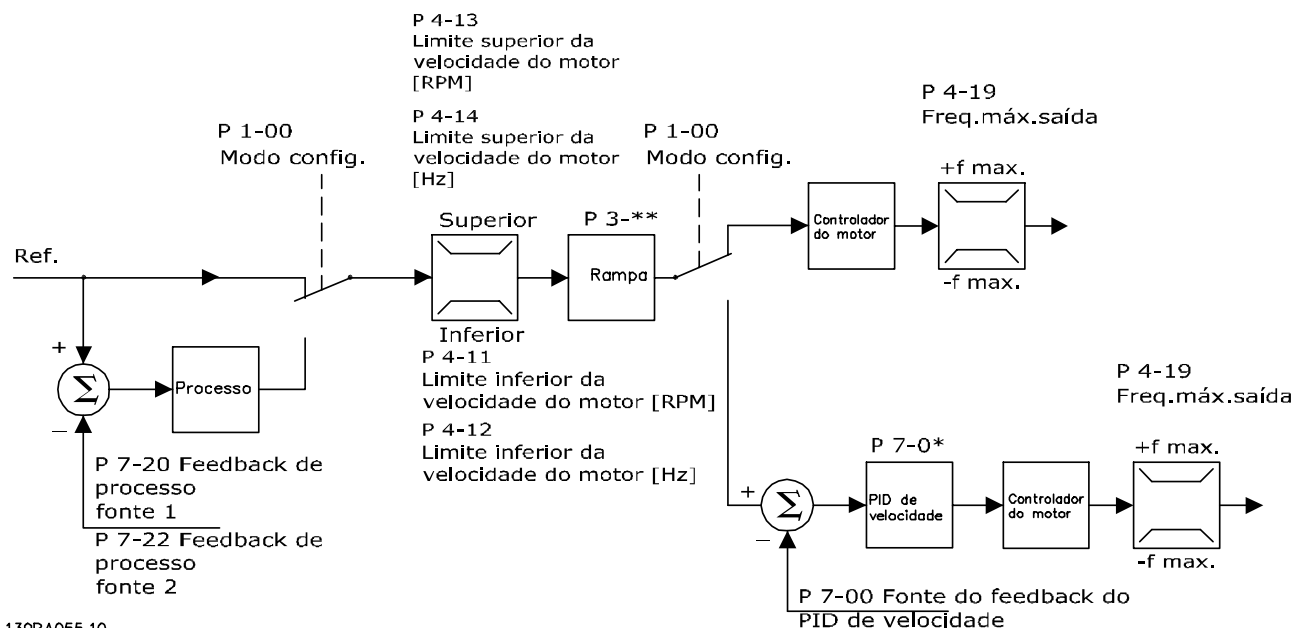 P 4-13
Limite superior da
velocidade do motor
[RPM]
P 4-14
Limite superior da
velocidade do motor
[Hz]
P 1-00
Modo config.
P 1-00
Modo config.
P 4-19
Freq.máx.saída
+f max.
Controlador
do motor
-f max.
Superior
P 3-**
Rampa
Ref.
Inferior
P 4-11
Limite inferior da
velocidade do motor [RPM]
P 4-12
Limite inferior da
velocidade do motor [Hz]
+
Σ
−
Processo
P 7-20 Feedback de
processo
fonte 1
P 7-22 Feedback de
processo
fonte 2
P 4-19
Freq.máx.saída
P 7-0*
+f max.
+
Σ
−
PID de
velocidade
Controlador
do motor
-f max.
P 7-00 Fonte do feedback do
PID de velocidade
130BA055.10